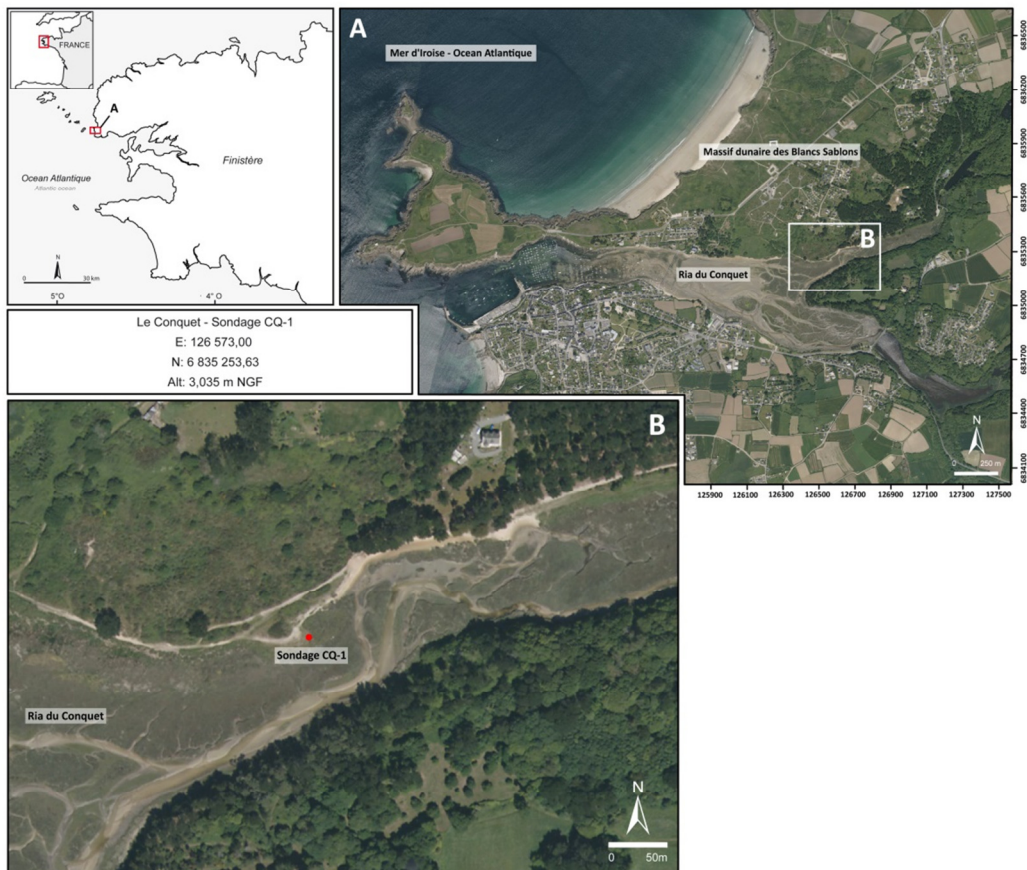 FRANCE
A
Finistère
Ocean Atlantique
Atlantic ocean
N
0 30 km
5°O 4° O
Le Conquet - Sondage CQ-1
E: 126 573,00
N: 6 835 253,63
Alt: 3,035 m NGF
A
Mer d'Iroise - Ocean Atlantique
Massif dunaire des Blancs Sablons
B
Ria du Conquet
N
0 250 m
6836500
6836200
6835900
6835600
6835300
6835000
6834700
6834400
6834100
125900 126100 126300 126500 126700 126900 127100 127300 127500
B
Sondage CQ-1
Ria du Conquet
N
0 50m